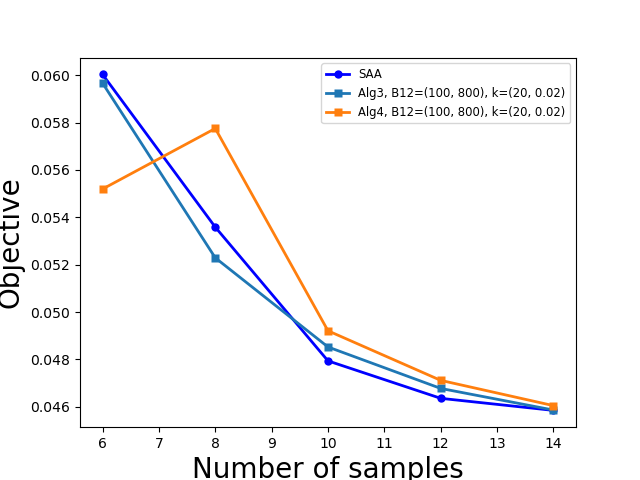 SAA
Alg3, B12=(100, 800), k=(20, 0.02)
Alg4, B12=(100, 800), k=(20, 0.02)
0.060
0.058
0.056
0.054
0.052
0.050
0.048
0.046
Objective
6 7 8 9 10 11 12 13 14
Number of samples